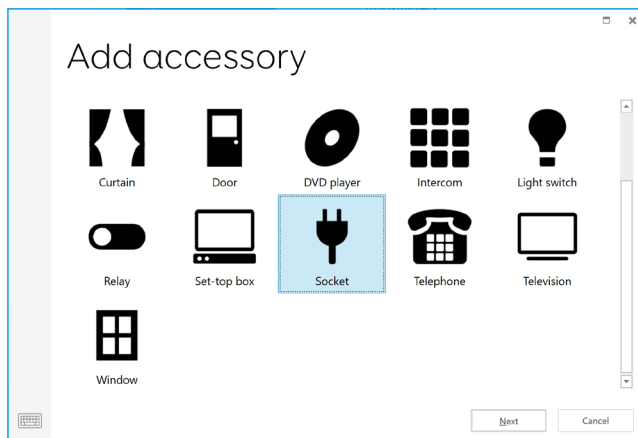 Add accessory
Curtain
Door
DVD player
Intercom
Light switch
Relay
Set-top box
Socket
Telephone
Television
Window
Next
Cancel